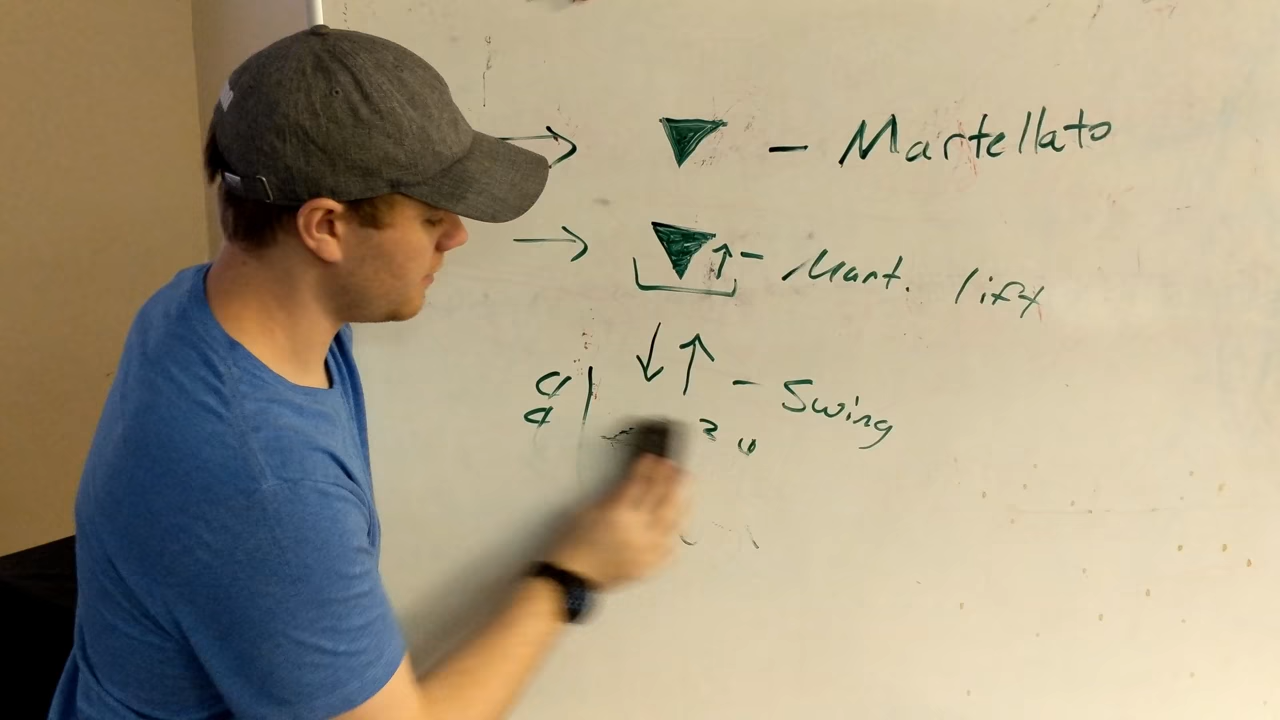 → ▼ – Martellato
→ ▼↑ – Mart. lift
↓ ↑ – Swing
4
4